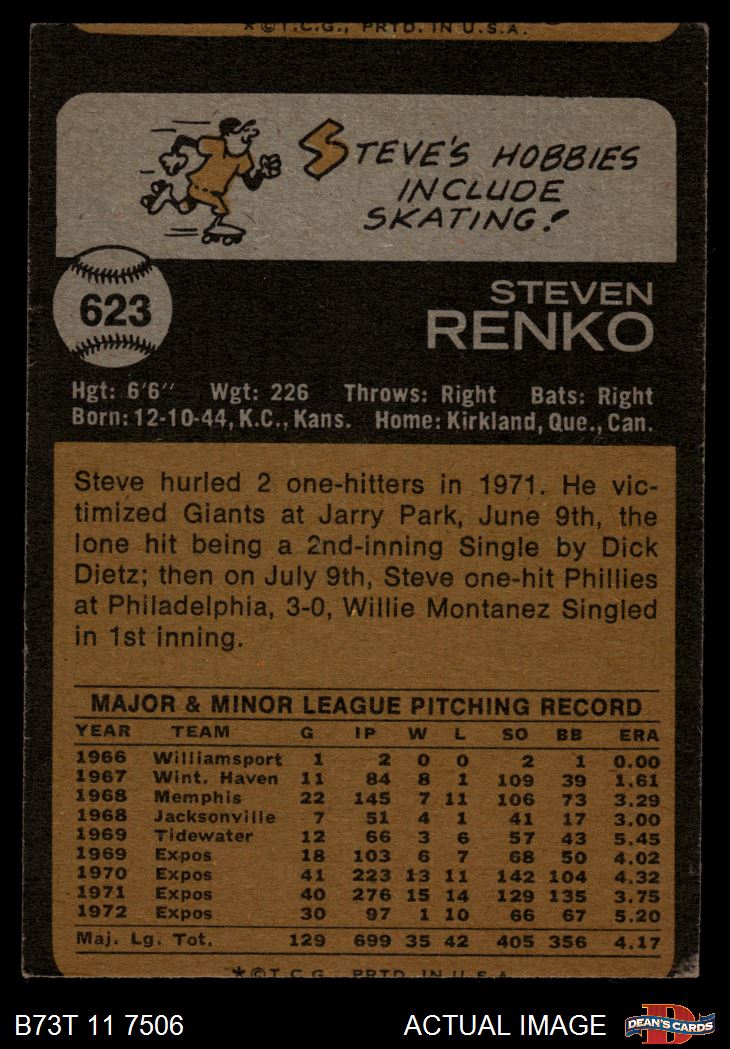 *©T.C.G., PRTD. IN U.S.A.
STEVE'S HOBBIES
INCLUDE
SKATING!
623
STEVEN
RENKO
Hgt: 6'6" Wgt: 226 Throws: Right Bats: Right
Born: 12-10-44, K.C., Kans. Home: Kirkland, Que., Can.
Steve hurled 2 one-hitters in 1971. He vic-
timized Giants at Jarry Park, June 9th, the
lone hit being a 2nd-inning Single by Dick
Dietz; then on July 9th, Steve one-hit Phillies
at Philadelphia, 3-0, Willie Montanez Singled
in 1st inning.
MAJOR & MINOR LEAGUE PITCHING RECORD
YEAR TEAM G IP W L SO BB ERA
1966 Williamsport 1 2 0 0 2 1 0.00
1967 Wint. Haven 11 84 8 1 109 39 1.61
1968 Memphis 22 145 7 11 106 73 3.29
1968 Jacksonville 7 51 4 1 41 17 3.00
1969 Tidewater 12 66 3 6 57 43 5.45
1969 Expos 18 103 6 7 68 50 4.02
1970 Expos 41 223 13 11 142 104 4.32
1971 Expos 40 276 15 14 129 135 3.75
1972 Expos 30 97 1 10 66 67 5.20
Maj. Lg. Tot. 129 699 35 42 405 356 4.17
*©T.C.G., PRTD. IN U.S.A.
B73T 11 7506 ACTUAL IMAGE
D
DEAN'S CARDS